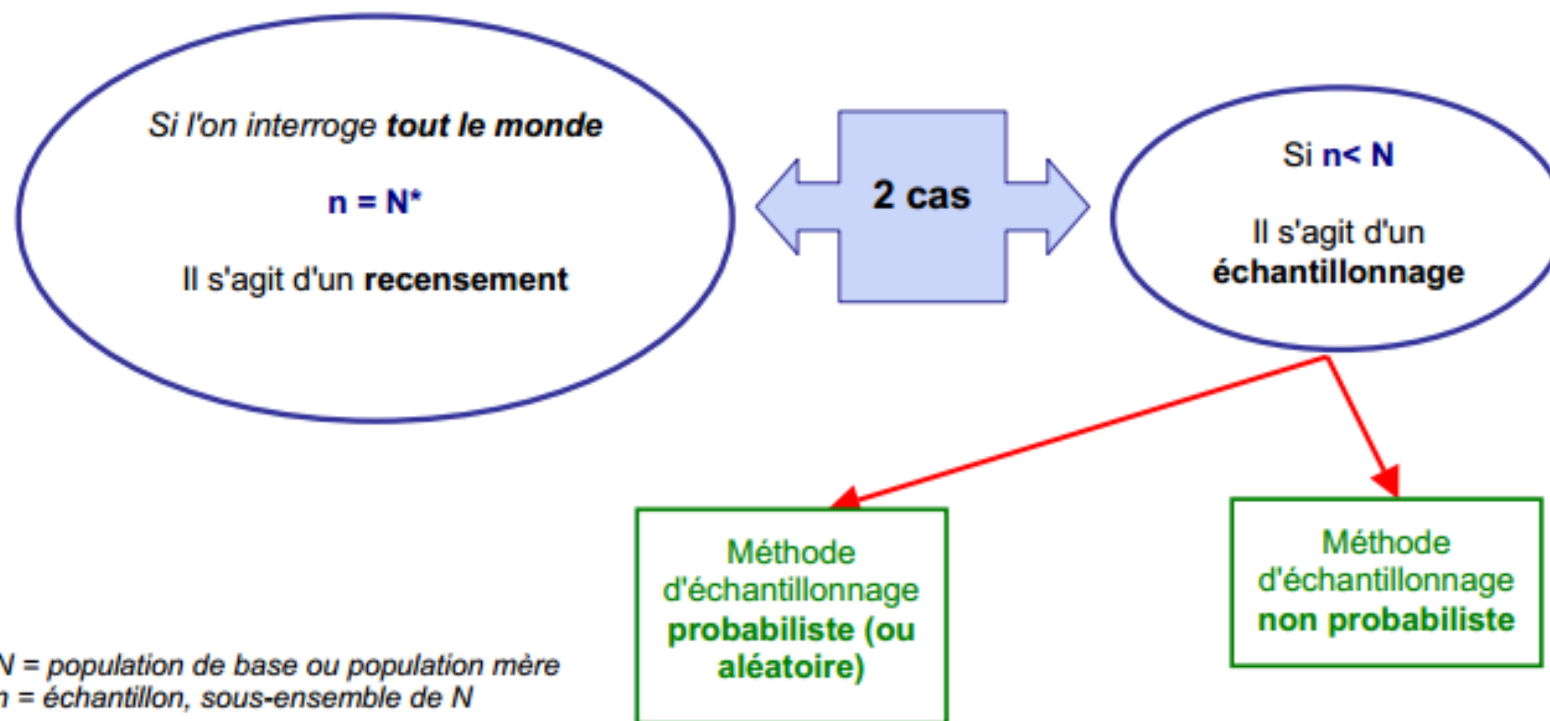 Si l'on interroge tout le monde
n = N*
Il s'agit d'un recensement
2 cas
Si n< N
Il s'agit d'un
échantillonnage
Méthode
d'échantillonnage
probabiliste (ou
aléatoire)
Méthode
d'échantillonnage
non probabiliste
N = population de base ou population mère
n = échantillon, sous-ensemble de N